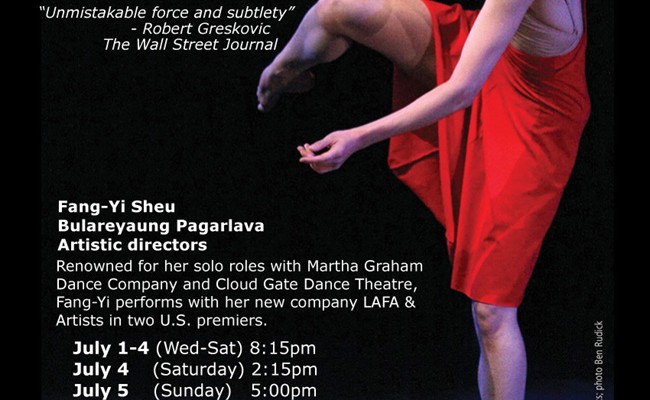 “Unmistakable force and subtlety”
- Robert Greskovic
The Wall Street Journal
Fang-Yi Sheu
Bulareyaung Pagarlava
Artistic directors
Renowned for her solo roles with Martha Graham
Dance Company and Cloud Gate Dance Theatre,
Fang-Yi performs with her new company LAFA &
Artists in two U.S. premiers.
July 1-4 (Wed-Sat) 8:15pm
July 4 (Saturday) 2:15pm
July 5 (Sunday) 5:00pm
; photo Ben Rudick